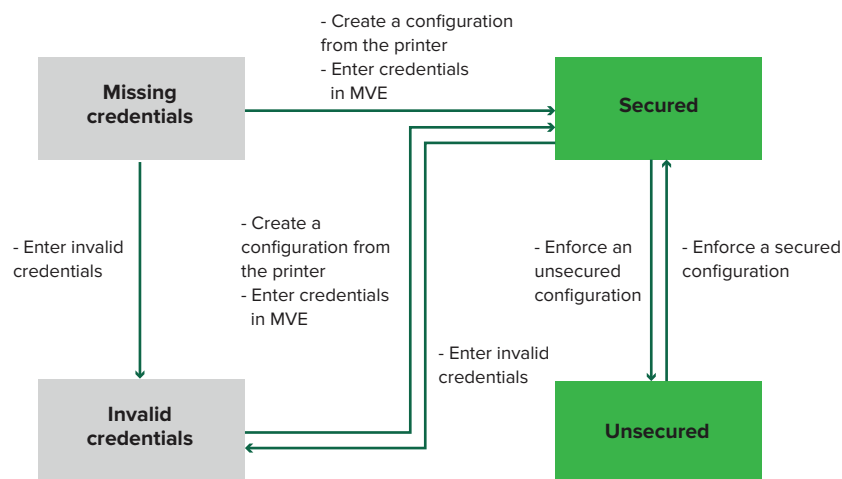 - Create a configuration
from the printer
- Enter credentials
in MVE
Missing
credentials
Secured
- Enter invalid
credentials
- Create a
configuration from
the printer
- Enter credentials
in MVE
- Enforce an
unsecured
configuration
- Enforce a secured
configuration
- Enter invalid
credentials
Invalid
credentials
Unsecured